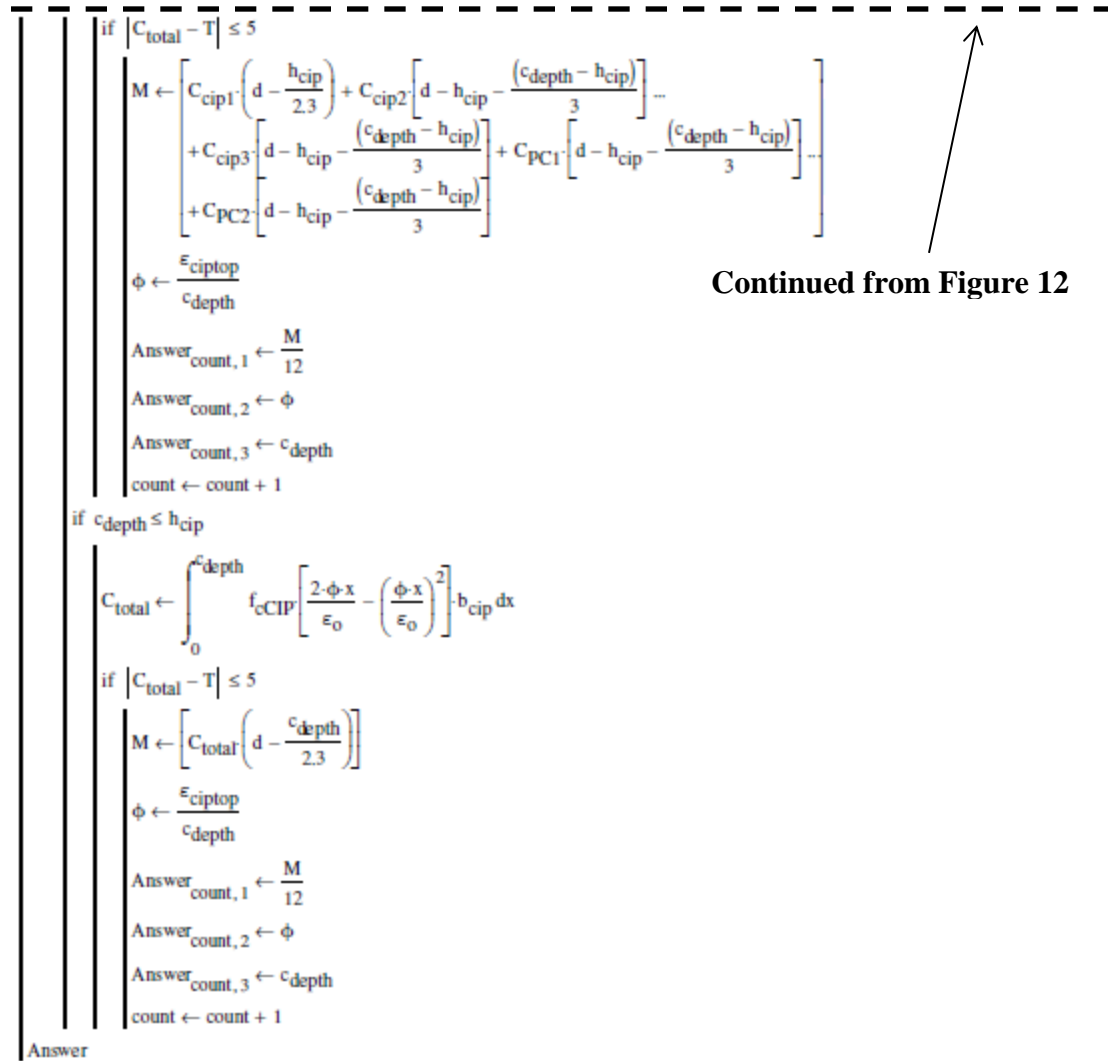 if |C_total − T| ≤ 5
M ← [C_cip1·(d − h_cip/2.3) + C_cip2·[d − h_cip − (c_depth − h_cip)/3] ...
+ C_cip3·[d − h_cip − (c_depth − h_cip)/3] + C_PC1·[d − h_cip − (c_depth − h_cip)/3] ...
+ C_PC2·[d − h_cip − (c_depth − h_cip)/3]]
ϕ ← ε_ciptop/c_depth
Continued from Figure 12
Answer_count, 1 ← M/12
Answer_count, 2 ← ϕ
Answer_count, 3 ← c_depth
count ← count + 1
if c_depth ≤ h_cip
C_total ← ∫_0^c_depth f_cCIP·[2·ϕ·x/ε_o − (ϕ·x/ε_o)^2]·b_cip dx
if |C_total − T| ≤ 5
M ← [C_total·(d − c_depth/2.3)]
ϕ ← ε_ciptop/c_depth
Answer_count, 1 ← M/12
Answer_count, 2 ← ϕ
Answer_count, 3 ← c_depth
count ← count + 1
Answer